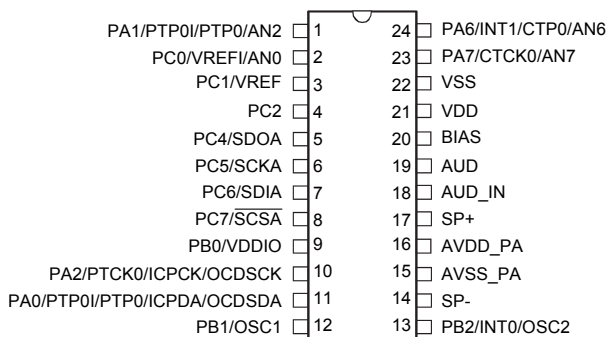 PA1/PTP0I/PTP0/AN2 1 24 PA6/INT1/CTP0/AN6
PC0/VREFI/AN0 2 23 PA7/CTCK0/AN7
PC1/VREF 3 22 VSS
PC2 4 21 VDD
PC4/SDOA 5 20 BIAS
PC5/SCKA 6 19 AUD
PC6/SDIA 7 18 AUD_IN
PC7/SCSA 8 17 SP+
PB0/VDDIO 9 16 AVDD_PA
PA2/PTCK0/ICPCK/OCDSCK 10 15 AVSS_PA
PA0/PTP0I/PTP0/ICPDA/OCDSDA 11 14 SP-
PB1/OSC1 12 13 PB2/INT0/OSC2